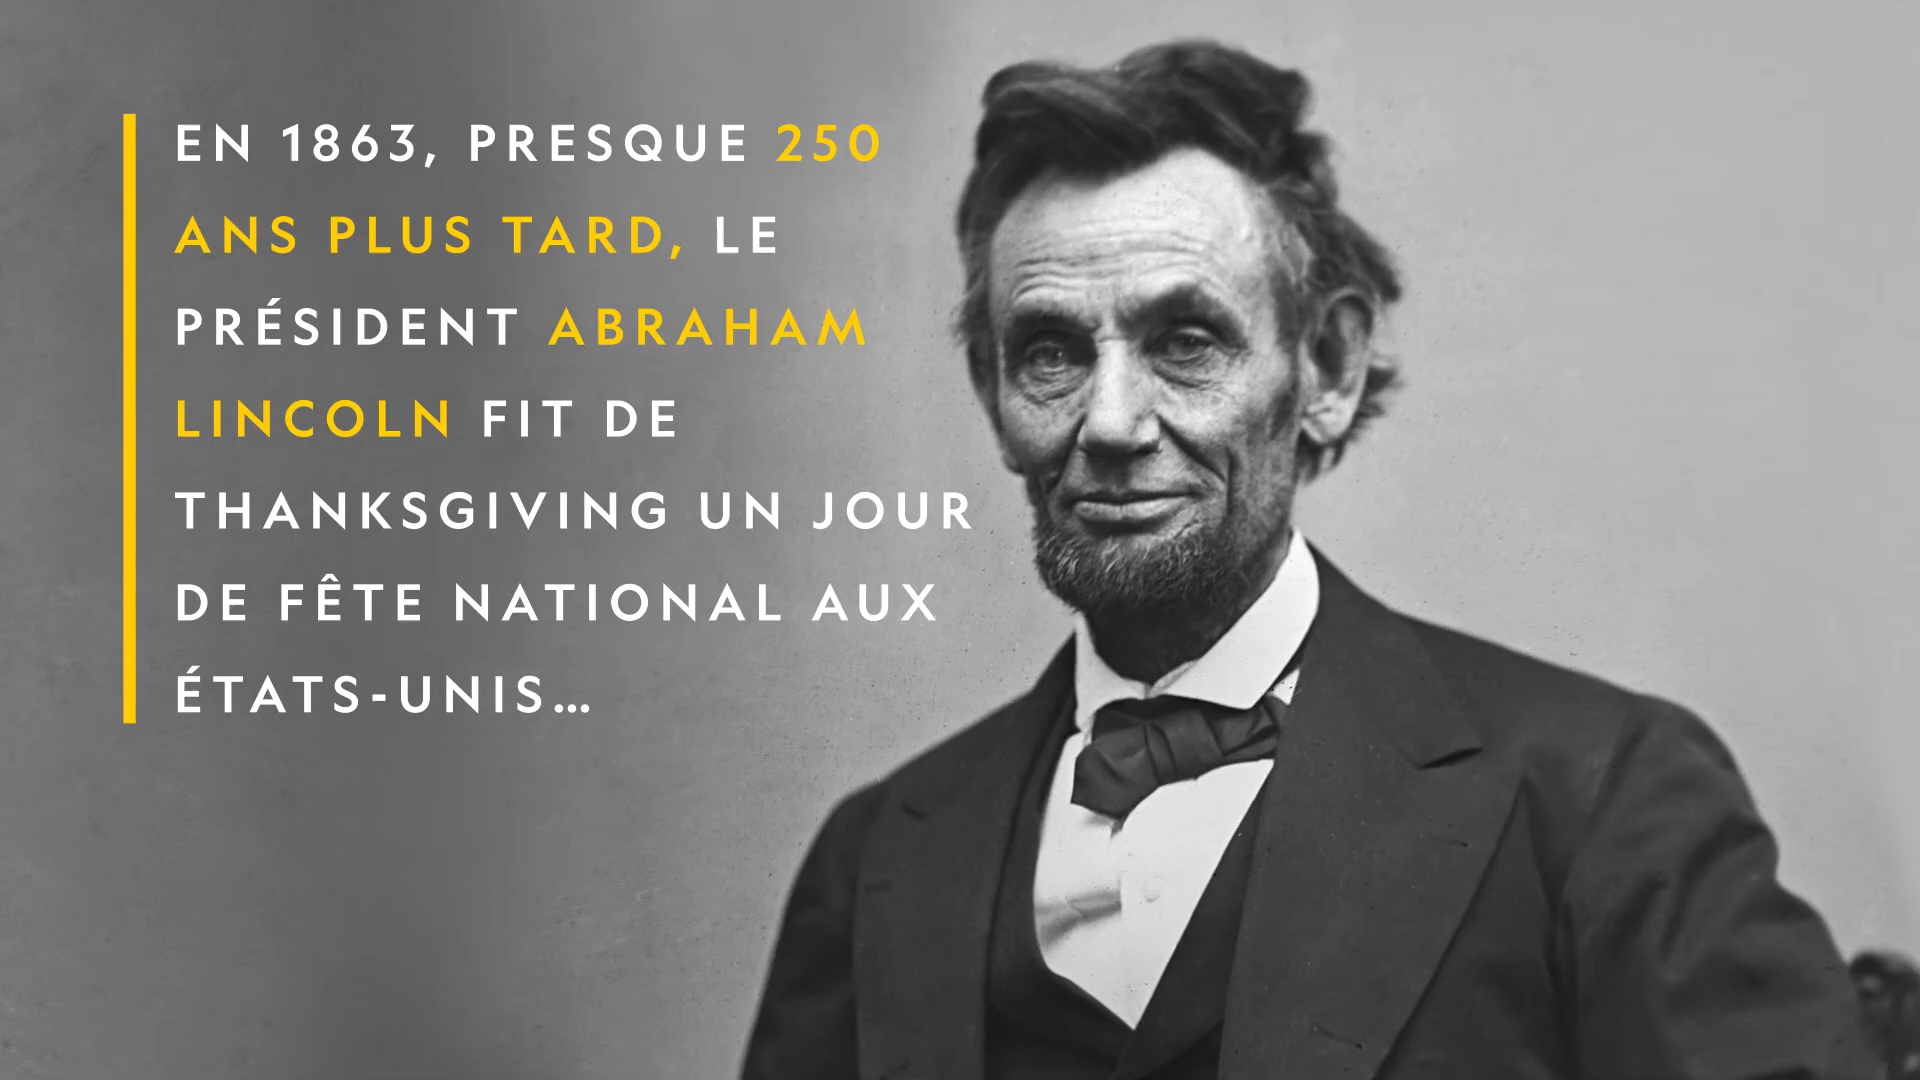 EN 1863, PRESQUE 250
ANS PLUS TARD, LE
PRÉSIDENT ABRAHAM
LINCOLN FIT DE
THANKSGIVING UN JOUR
DE FÊTE NATIONAL AUX
ÉTATS-UNIS…